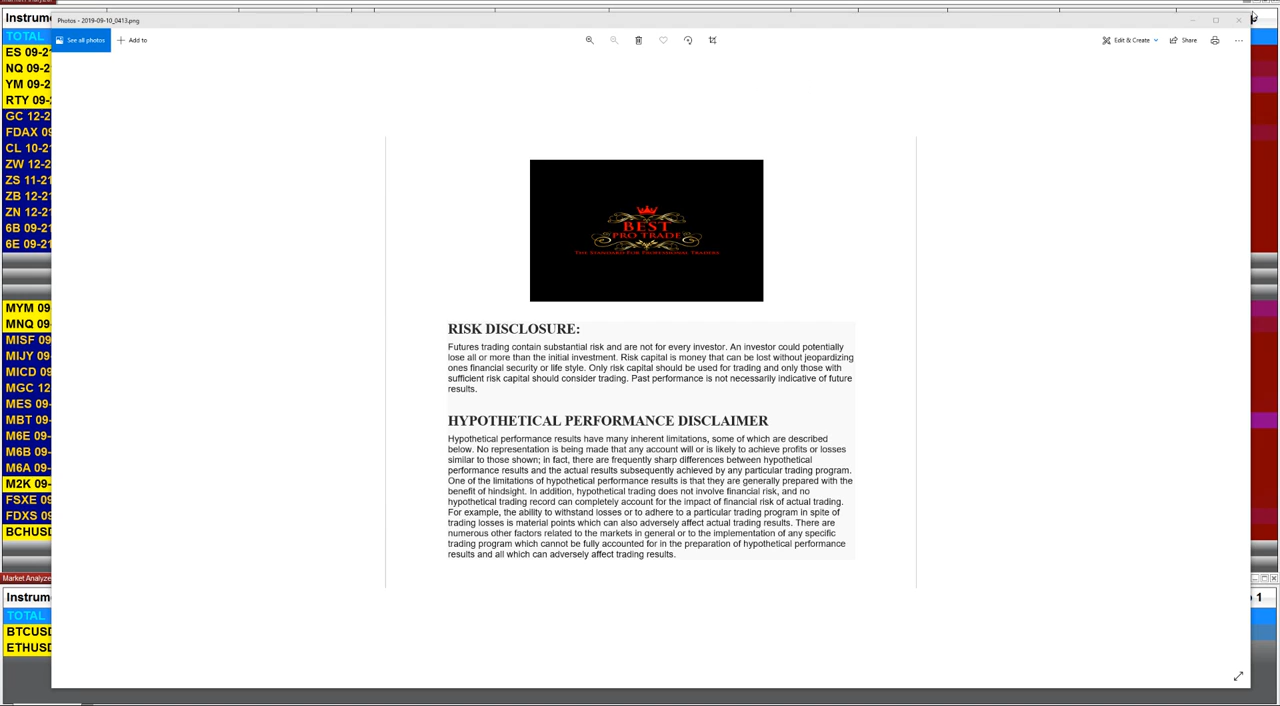 Market Analyze
Instrum
TOTAL
ES 09-2
NQ 09-2
YM 09-2
RTY 09-
GC 12-2
FDAX 09
CL 10-21
ZW 12-2
ZS 11-21
ZB 12-21
ZN 12-21
6B 09-21
6E 09-21
MYM 09
MNQ 09-
MISF 09-
MIJY 09-
MICD 09-
MGC 12
MES 09-
MBT 09-
M6E 09-
M6B 09-
M6A 09-
M2K 09-
FSXE 09-
FDXS 09
BCHUSD
Market Analyze
Instrum
TOTAL
BTCUSD
ETHUSD
1
Photos - 2019-09-10_0413.png
See all photos
Add to
Edit & Create
Share
BEST
PRO TRADE
THE STANDARD FOR PROFESSIONAL TRADERS
RISK DISCLOSURE:
Futures trading contain substantial risk and are not for every investor. An investor could potentially
lose all or more than the initial investment. Risk capital is money that can be lost without jeopardizing
ones financial security or life style. Only risk capital should be used for trading and only those with
sufficient risk capital should consider trading. Past performance is not necessarily indicative of future
results.
HYPOTHETICAL PERFORMANCE DISCLAIMER
Hypothetical performance results have many inherent limitations, some of which are described
below. No representation is being made that any account will or is likely to achieve profits or losses
similar to those shown; in fact, there are frequently sharp differences between hypothetical
performance results and the actual results subsequently achieved by any particular trading program.
One of the limitations of hypothetical performance results is that they are generally prepared with the
benefit of hindsight. In addition, hypothetical trading does not involve financial risk, and no
hypothetical trading record can completely account for the impact of financial risk of actual trading.
For example, the ability to withstand losses or to adhere to a particular trading program in spite of
trading losses is material points which can also adversely affect actual trading results. There are
numerous other factors related to the markets in general or to the implementation of any specific
trading program which cannot be fully accounted for in the preparation of hypothetical performance
results and all which can adversely affect trading results.